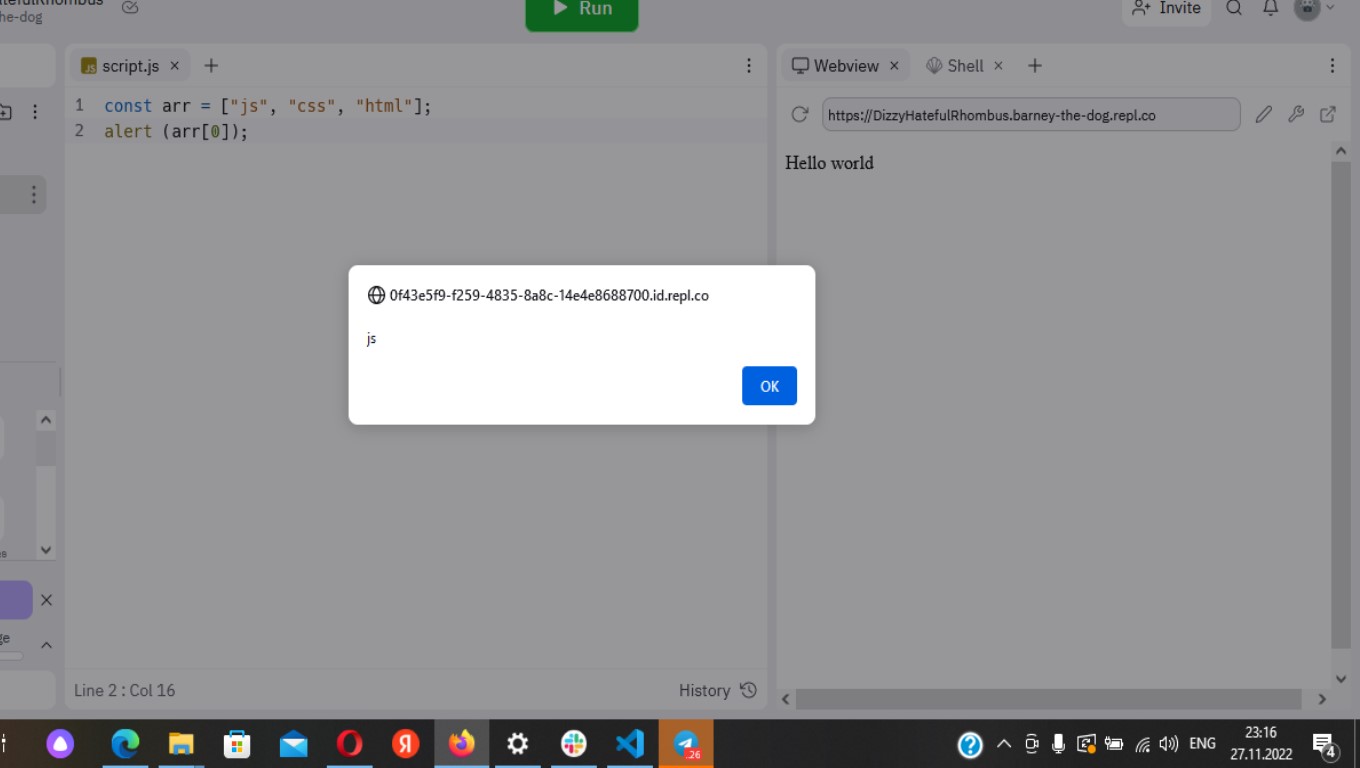 he-dog
Run
Invite
script.js
Webview
Shell
1 const arr = ["js", "css", "html"];
2 alert (arr[0]);
https://DizzyHatefulRhombus.barney-the-dog.repl.co
Hello world
0f43e5f9-f259-4835-8a8c-14e4e8688700.id.repl.co
js
OK
Line 2 : Col 16
History
ENG
23:16
27.11.2022
26
4